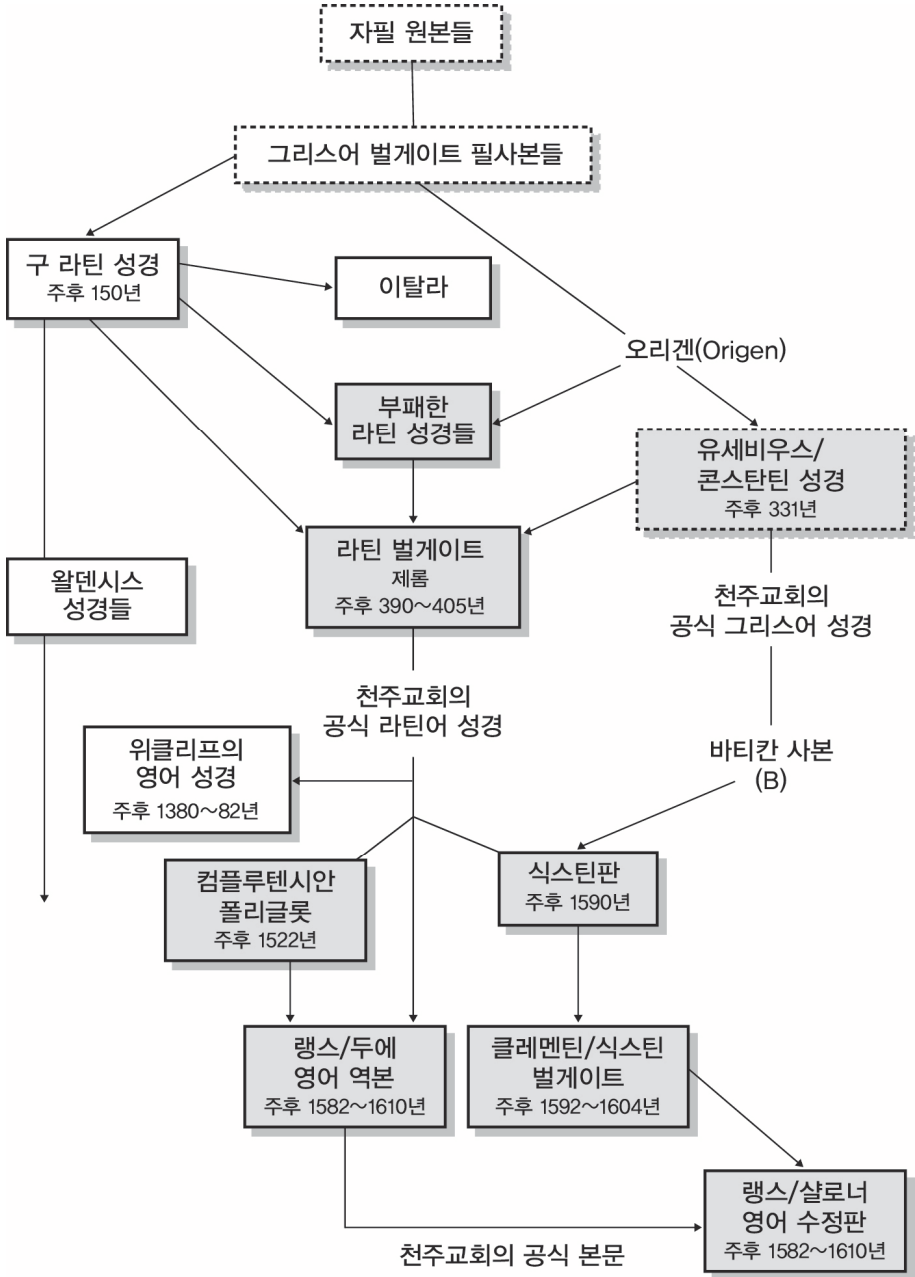 자필 원본들
그리스어 벌게이트 필사본들
구 라틴 성경
주후 150년
이탈라
오리겐(Origen)
부패한
라틴 성경들
유세비우스/
콘스탄틴 성경
주후 331년
라틴 벌게이트
제롬
주후 390～405년
왈덴시스
성경들
천주교회의
공식 그리스어 성경
천주교회의
공식 라틴어 성경
위클리프의
영어 성경
주후 1380～82년
바티칸 사본
(B)
컴플루텐시안
폴리글롯
주후 1522년
식스틴판
주후 1590년
랭스/두에
영어 역본
주후 1582～1610년
클레멘틴/식스틴
벌게이트
주후 1592～1604년
랭스/샬로너
영어 수정판
주후 1582～1610년
천주교회의 공식 본문